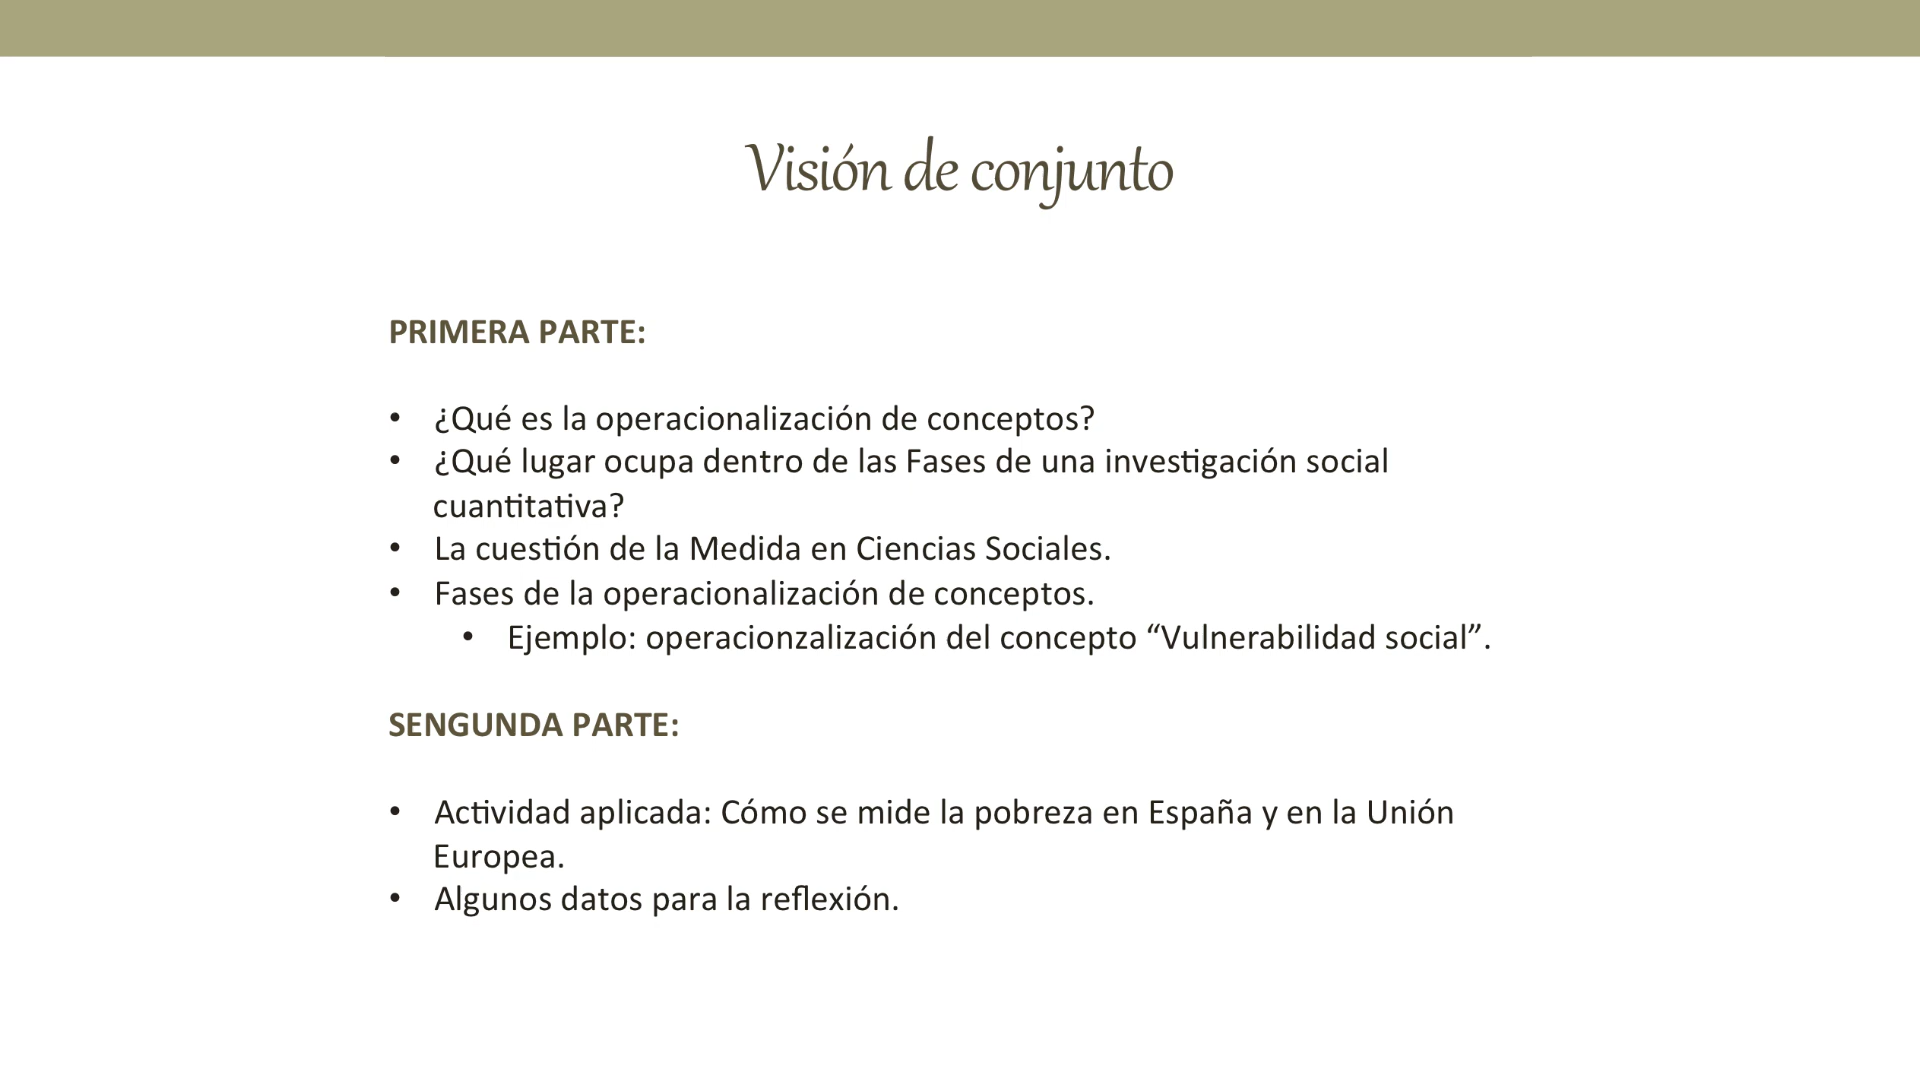 Visión de conjunto
PRIMERA PARTE:
• ¿Qué es la operacionalización de conceptos?
• ¿Qué lugar ocupa dentro de las Fases de una investigación social
cuantitativa?
• La cuestión de la Medida en Ciencias Sociales.
• Fases de la operacionalización de conceptos.
• Ejemplo: operacionzalización del concepto “Vulnerabilidad social”.
SENGUNDA PARTE:
• Actividad aplicada: Cómo se mide la pobreza en España y en la Unión
Europea.
• Algunos datos para la reflexión.